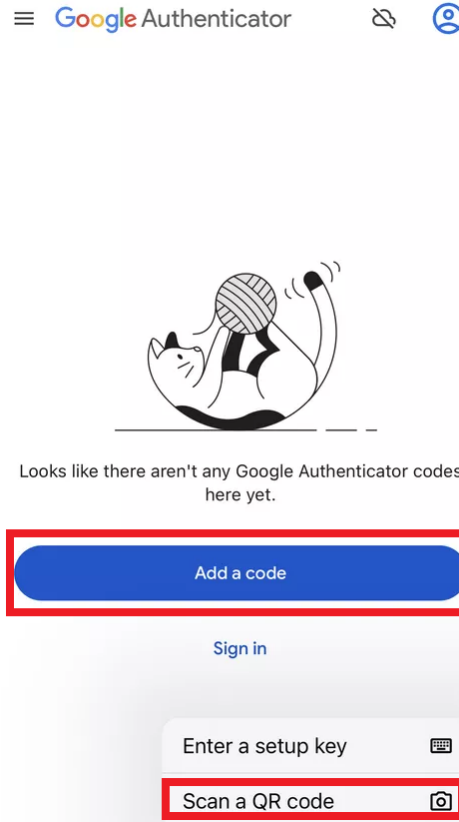 Google Authenticator
Looks like there aren't any Google Authenticator codes
here yet.
Add a code
Sign in
Enter a setup key
Scan a QR code